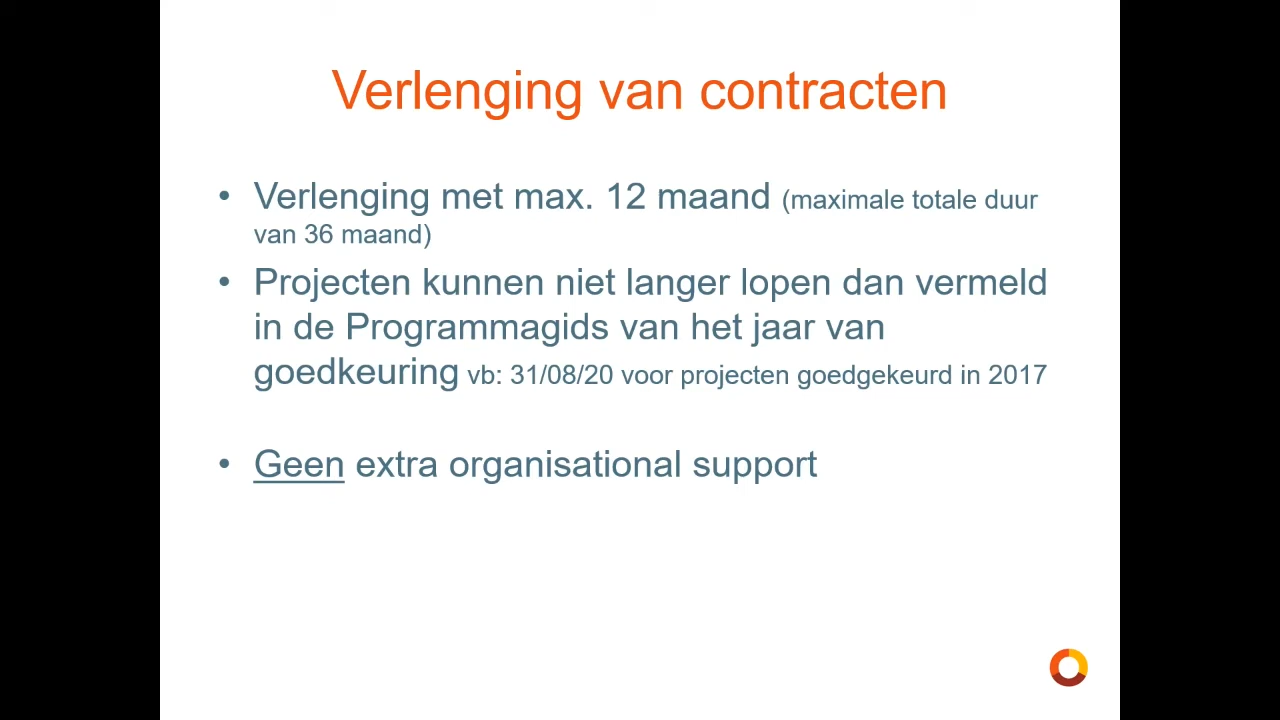 Verlenging van contracten
• Verlenging met max. 12 maand (maximale totale duur
van 36 maand)
• Projecten kunnen niet langer lopen dan vermeld
in de Programmagids van het jaar van
goedkeuring vb: 31/08/20 voor projecten goedgekeurd in 2017
• Geen extra organisational support